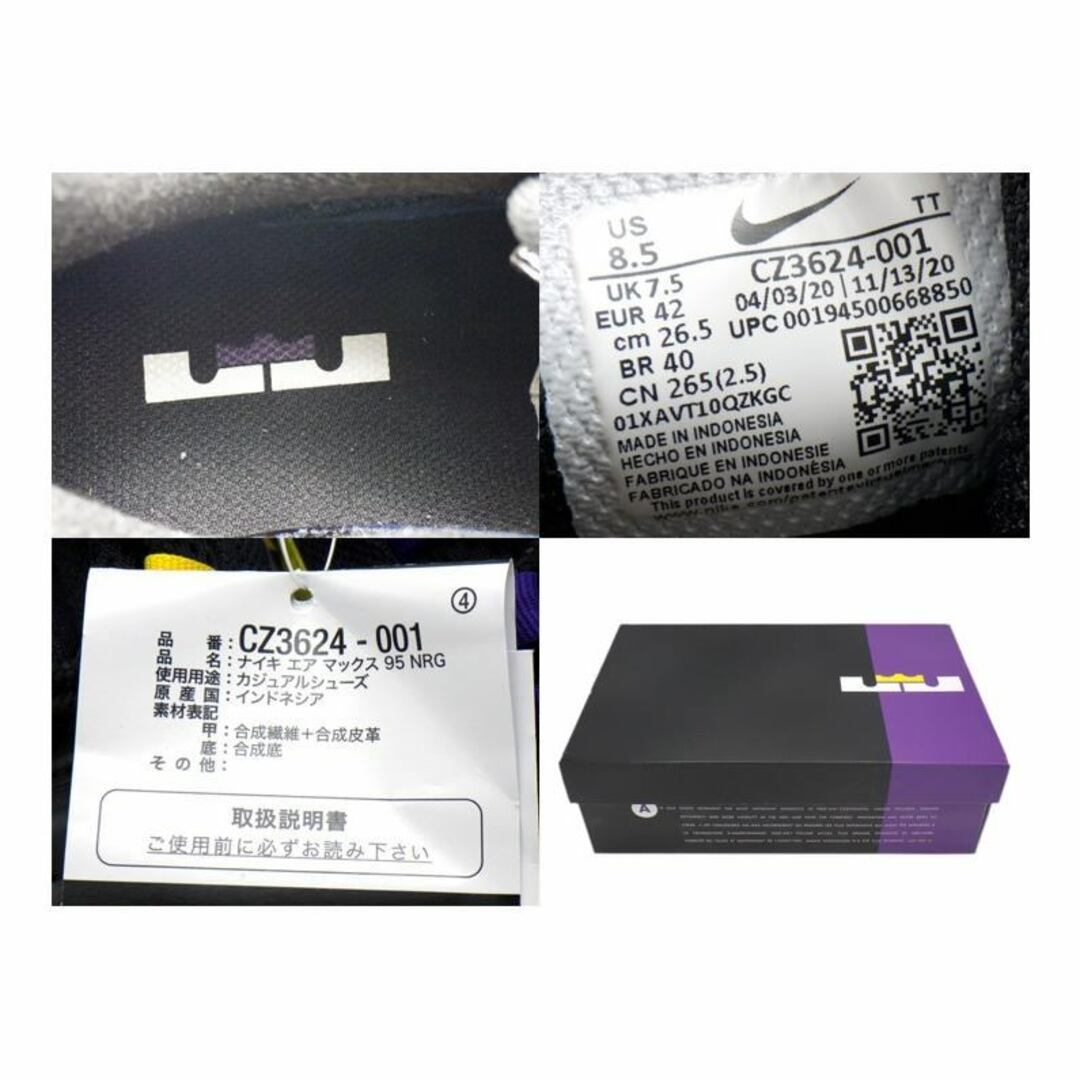 US
8.5
TT
UK 7.5
CZ3624-001
EUR 42
04/03/20 | 11/13/20
cm 26.5
UPC 00194500668850
BR 40
CN 265(2.5)
01XAVT10QZKGC
MADE IN INDONESIA
HECHO EN INDONESIA
FABRIQUE EN INDONESIE
FABRICADO NA INDONÈSIA
This product is covered by one or more patents.
④
品番:CZ3624-001
品名:ナイキ エア マックス 95 NRG
使用用途:カジュアルシューズ
原産国:インドネシア
素材表記
甲:合成繊維+合成皮革
底:合成底
その他:
取扱説明書
ご使用前に必ずお読み下さい
A